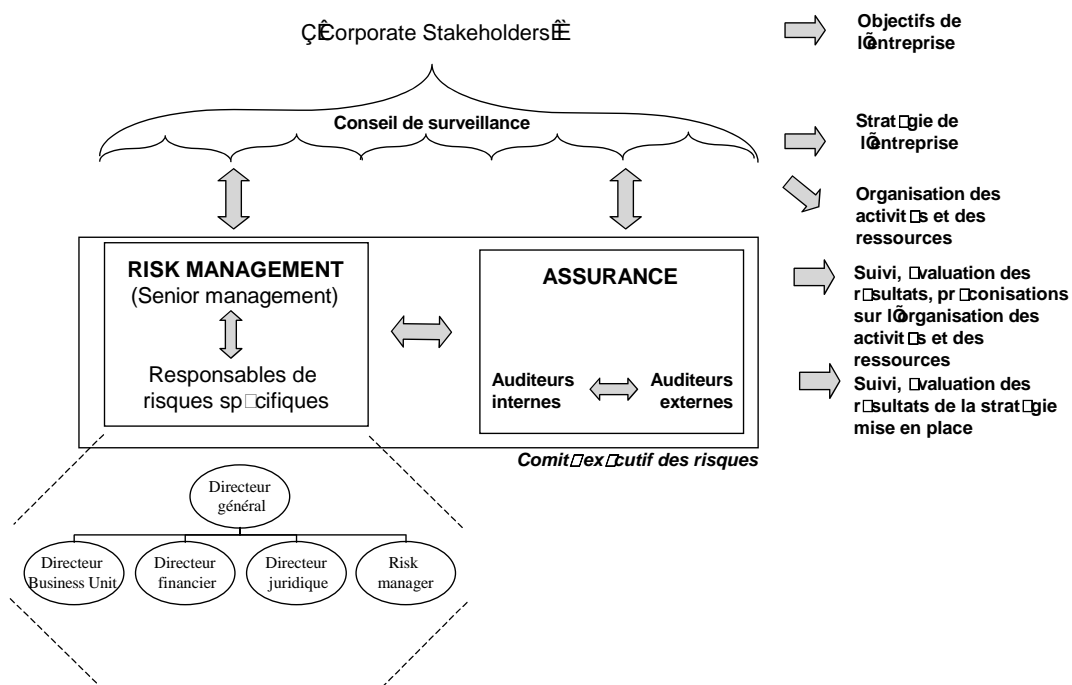 ÇÊCorporate StakeholdersÊÈ
Conseil de surveillance
RISK MANAGEMENT
(Senior management)
Responsables de
risques sp□cifiques
ASSURANCE
Auditeurs
internes
Auditeurs
externes
Comit□ ex□cutif des risques
Directeur
général
Directeur
Business Unit
Directeur
financier
Directeur
juridique
Risk
manager
Objectifs de
lÕentreprise
Strat□gie de
lÕentreprise
Organisation des
activit□s et des
ressources
Suivi, □valuation des
r□sultats, pr□conisations
sur lÕorganisation des
activit□s et des
ressources
Suivi, □valuation des
r□sultats de la strat□gie
mise en place